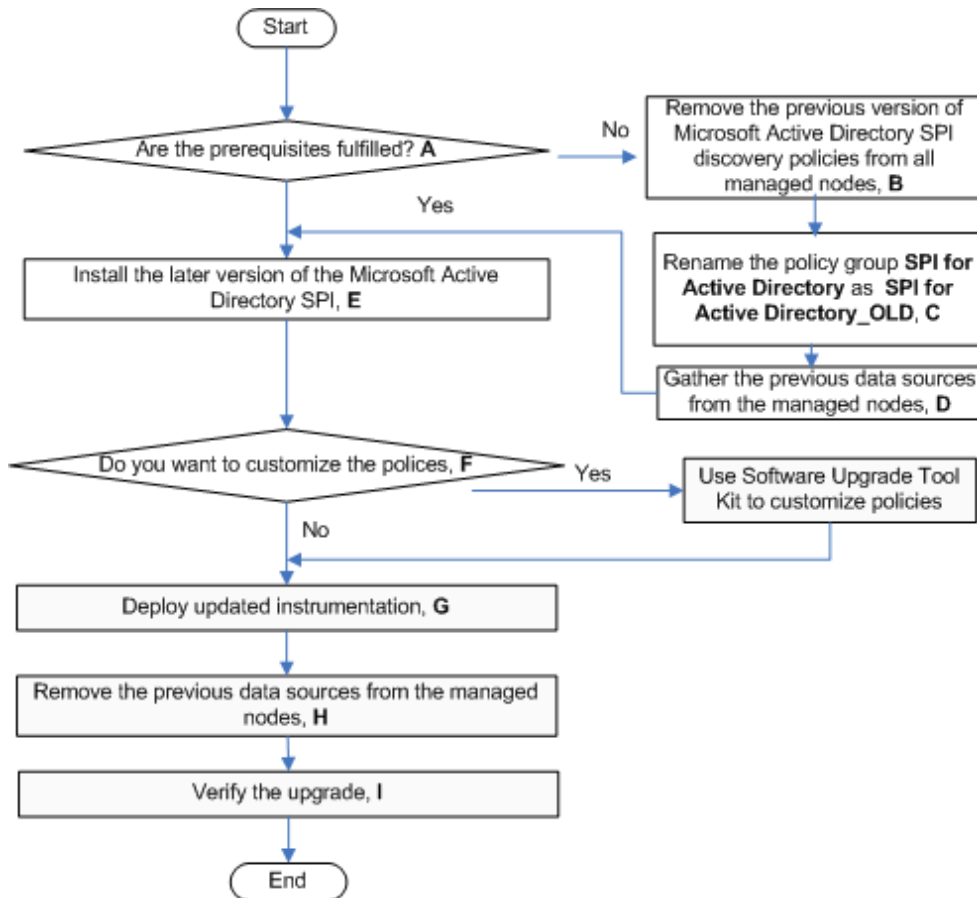 Start
Are the prerequisites fulfilled? A
No
Remove the previous version of
Microsoft Active Directory SPI
discovery policies from all
managed nodes, B
Yes
Rename the policy group SPI for
Active Directory as SPI for
Active Directory_OLD, C
Install the later version of the Microsoft Active
Directory SPI, E
Gather the previous data sources
from the managed nodes, D
Do you want to customize the polices, F
Yes
Use Software Upgrade Tool
Kit to customize policies
No
Deploy updated instrumentation, G
Remove the previous data sources from the managed
nodes, H
Verify the upgrade, I
End